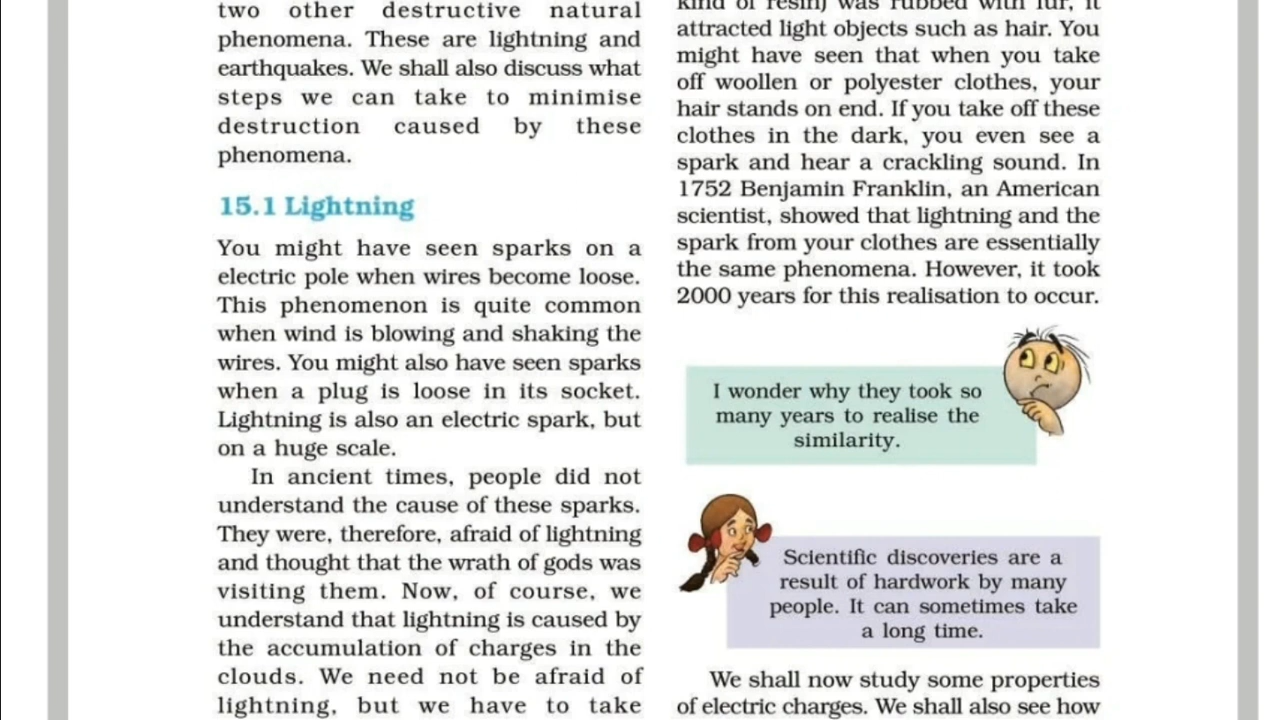 two other destructive natural
phenomena. These are lightning and
earthquakes. We shall also discuss what
steps we can take to minimise
destruction caused by these
phenomena.
15.1 Lightning
You might have seen sparks on a
electric pole when wires become loose.
This phenomenon is quite common
when wind is blowing and shaking the
wires. You might also have seen sparks
when a plug is loose in its socket.
Lightning is also an electric spark, but
on a huge scale.
In ancient times, people did not
understand the cause of these sparks.
They were, therefore, afraid of lightning
and thought that the wrath of gods was
visiting them. Now, of course, we
understand that lightning is caused by
the accumulation of charges in the
clouds. We need not be afraid of
lightning, but we have to take
kind of resin) was rubbed with fur, it
attracted light objects such as hair. You
might have seen that when you take
off woollen or polyester clothes, your
hair stands on end. If you take off these
clothes in the dark, you even see a
spark and hear a crackling sound. In
1752 Benjamin Franklin, an American
scientist, showed that lightning and the
spark from your clothes are essentially
the same phenomena. However, it took
2000 years for this realisation to occur.
I wonder why they took so
many years to realise the
similarity.
Scientific discoveries are a
result of hardwork by many
people. It can sometimes take
a long time.
We shall now study some properties
of electric charges. We shall also see how